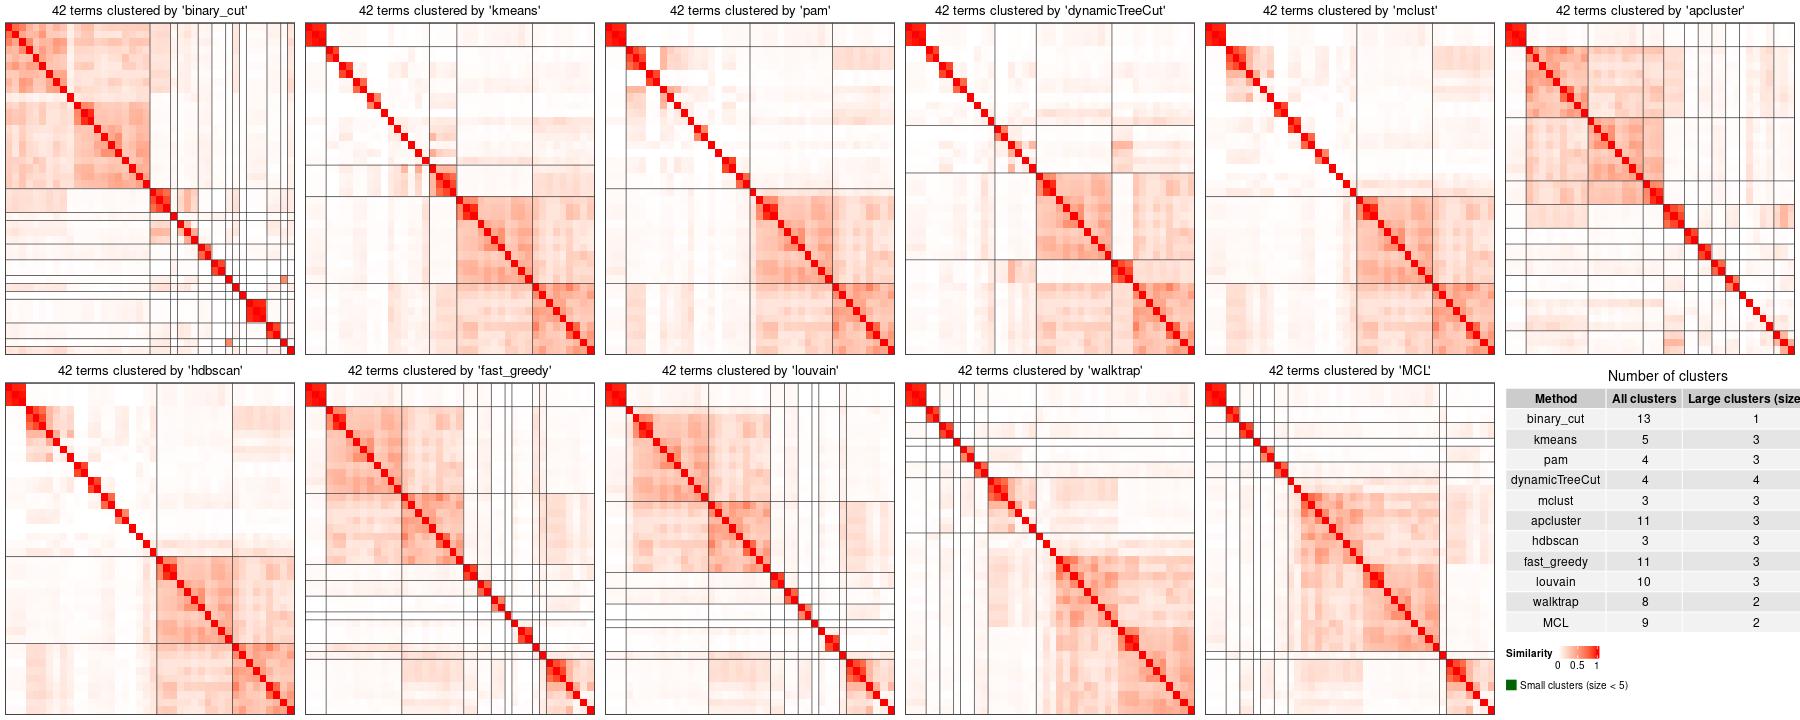 42 terms clustered by 'binary_cut'
42 terms clustered by 'kmeans'
42 terms clustered by 'pam'
42 terms clustered by 'dynamicTreeCut'
42 terms clustered by 'mclust'
42 terms clustered by 'apcluster'
42 terms clustered by 'hdbscan'
42 terms clustered by 'fast_greedy'
42 terms clustered by 'louvain'
42 terms clustered by 'walktrap'
42 terms clustered by 'MCL'
Number of clusters
Method All clusters Large clusters (size
binary_cut 13 1
kmeans 5 3
pam 4 3
dynamicTreeCut 4 4
mclust 3 3
apcluster 11 3
hdbscan 3 3
fast_greedy 11 3
louvain 10 3
walktrap 8 2
MCL 9 2
Similarity
0 0.5 1
Small clusters (size < 5)